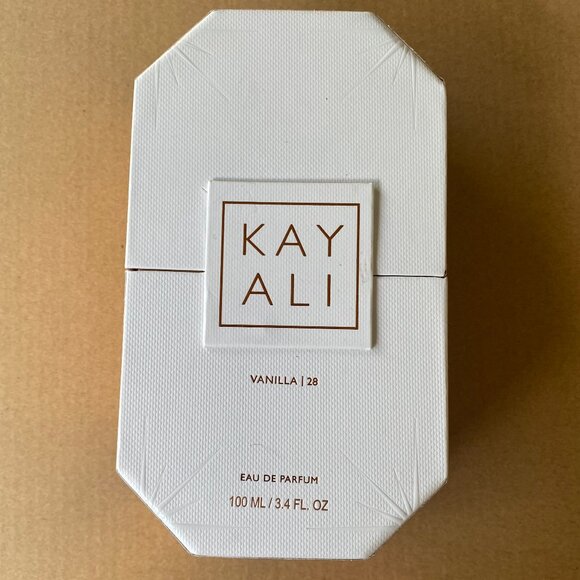 KAY
ALI
VANILLA | 28
EAU DE PARFUM
100 ML / 3.4 FL. OZ